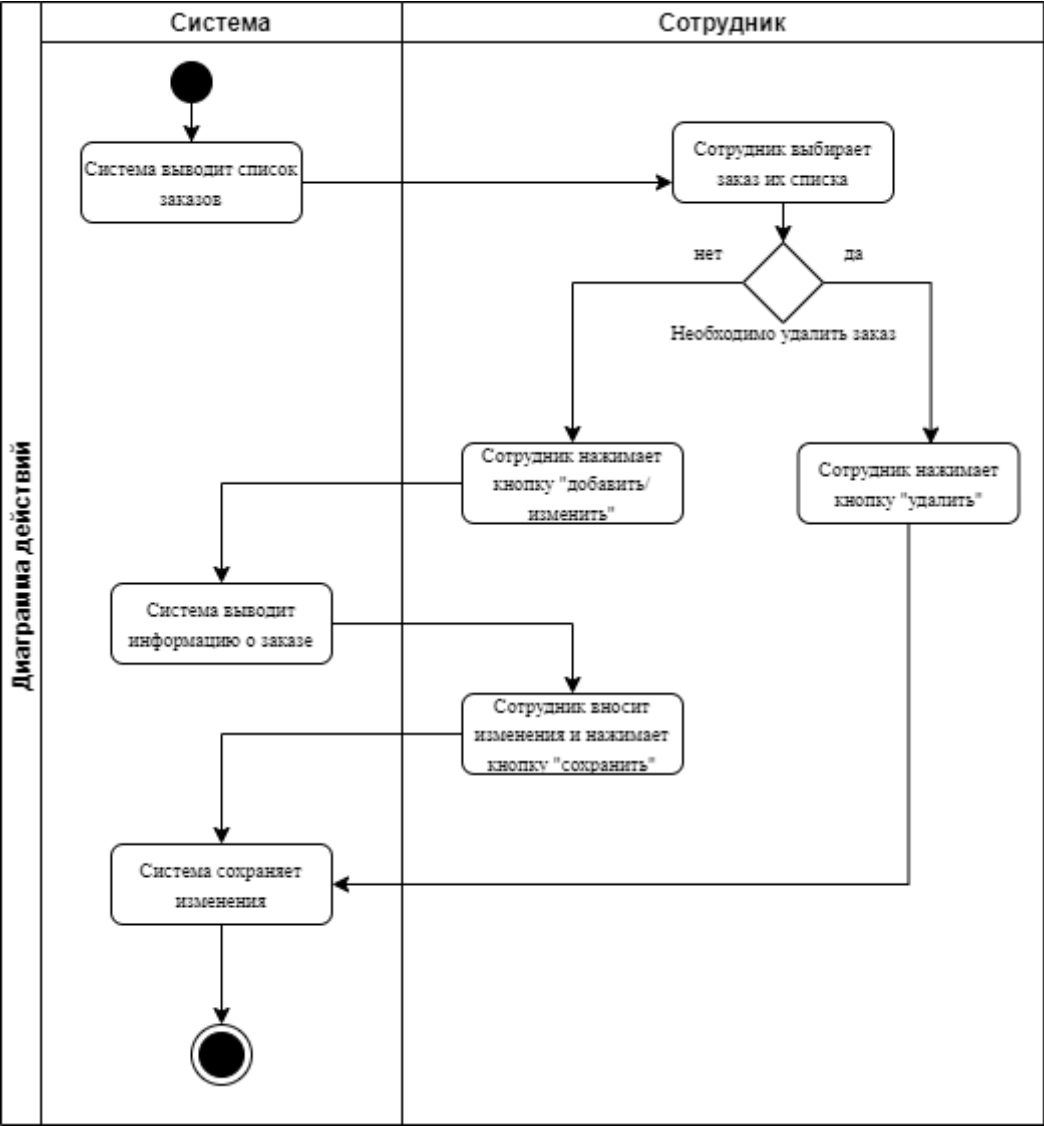 Система
Сотрудник
Диаграмма действий
Система выводит список
заказов
Сотрудник выбирает
заказ их списка
нет
да
Необходимо удалить заказ
Сотрудник нажимает
кнопку "добавить/
изменить"
Сотрудник нажимает
кнопку "удалить"
Система выводит
информацию о заказе
Сотрудник вносит
изменения и нажимает
кнопку "сохранить"
Система сохраняет
изменения